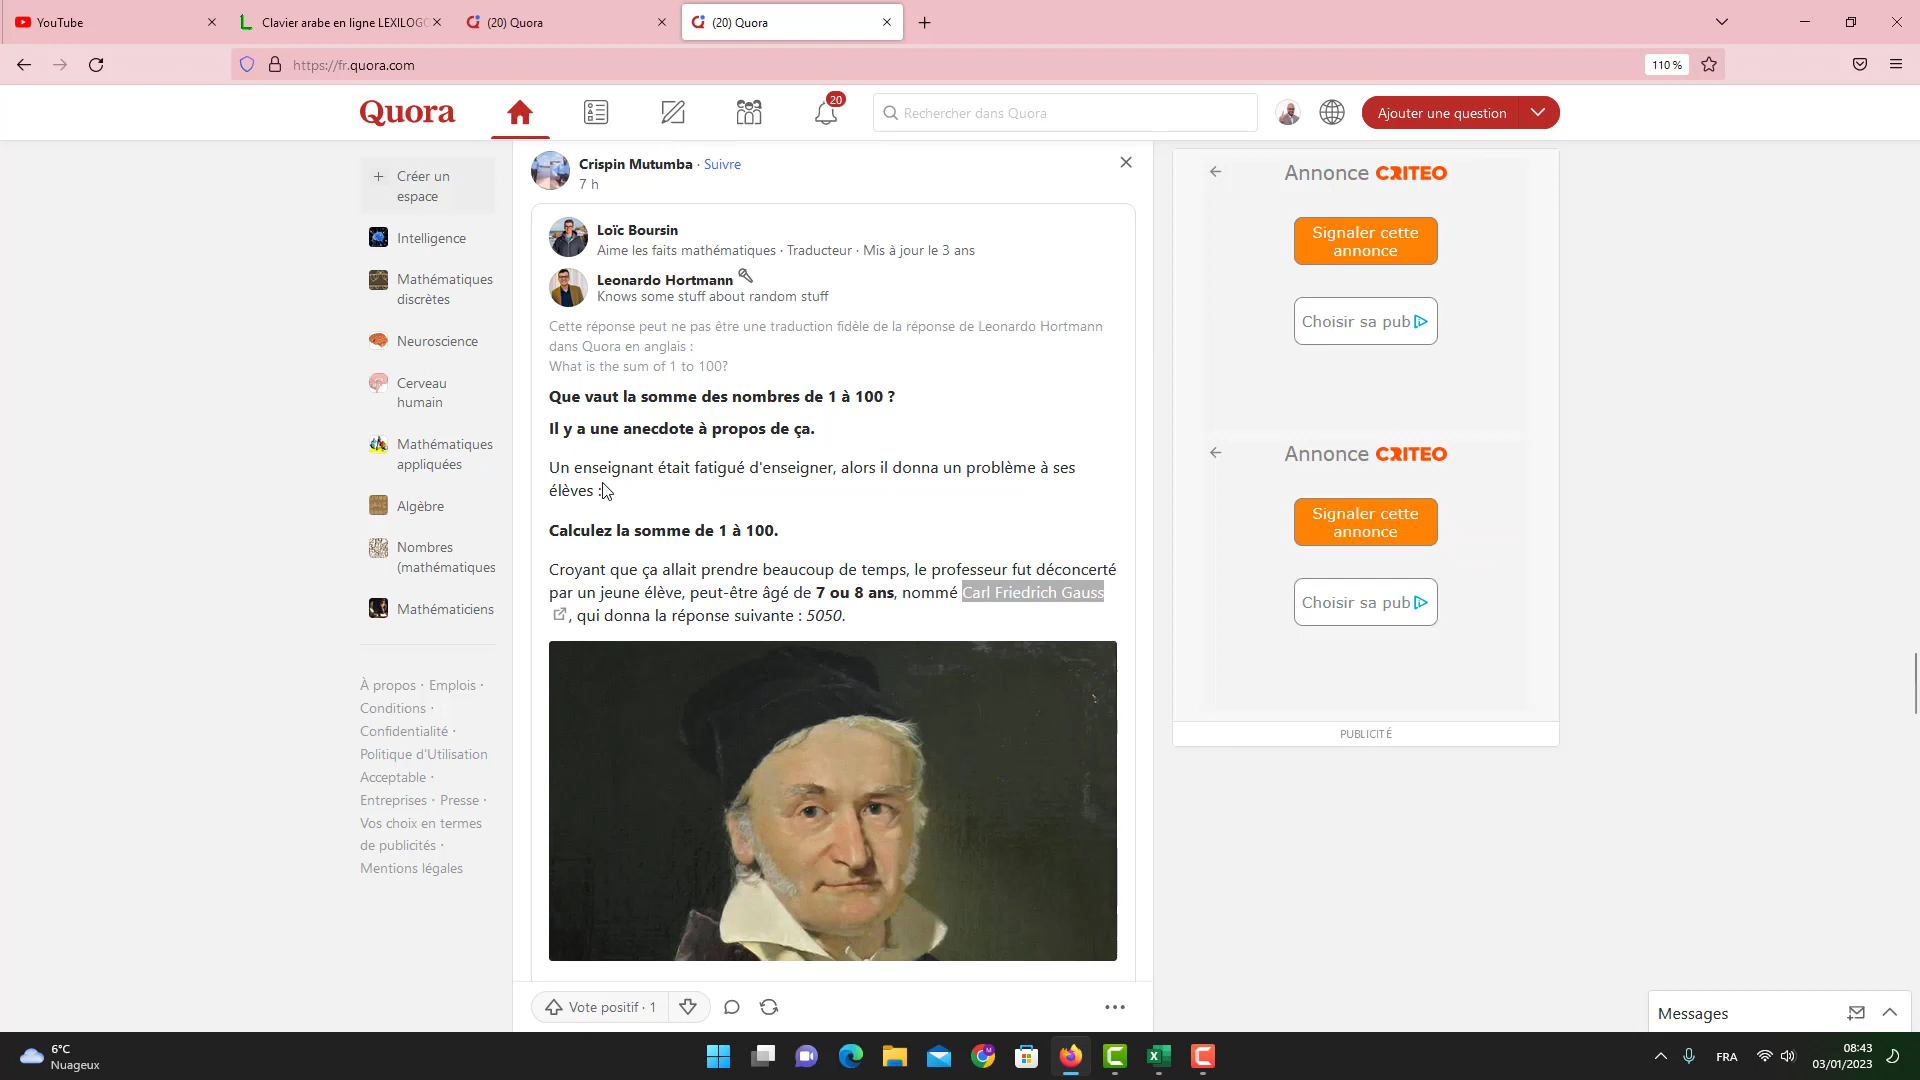 YouTube
Clavier arabe en ligne LEXILOGO
(20) Quora
(20) Quora
https://fr.quora.com
110 %
Quora
20
Rechercher dans Quora
Ajouter une question
Créer un
espace
Intelligence
Mathématiques
discrètes
Neuroscience
Cerveau
humain
Mathématiques
appliquées
Algèbre
Nombres
(mathématiques
Mathématiciens
À propos · Emplois ·
Conditions ·
Confidentialité ·
Politique d'Utilisation
Acceptable ·
Entreprises · Presse ·
Vos choix en termes
de publicités ·
Mentions légales
Crispin Mutumba · Suivre
7 h
Loïc Boursin
Aime les faits mathématiques · Traducteur · Mis à jour le 3 ans
Leonardo Hortmann
Knows some stuff about random stuff
Cette réponse peut ne pas être une traduction fidèle de la réponse de Leonardo Hortmann
dans Quora en anglais :
What is the sum of 1 to 100?
Que vaut la somme des nombres de 1 à 100 ?
Il y a une anecdote à propos de ça.
Un enseignant était fatigué d'enseigner, alors il donna un problème à ses
élèves :
Calculez la somme de 1 à 100.
Croyant que ça allait prendre beaucoup de temps, le professeur fut déconcerté
par un jeune élève, peut-être âgé de 7 ou 8 ans, nommé Carl Friedrich Gauss
, qui donna la réponse suivante : 5050.
Vote positif · 1
Annonce CRITEO
Signaler cette
annonce
Choisir sa pub
Annonce CRITEO
Signaler cette
annonce
Choisir sa pub
PUBLICITÉ
Messages
6°C
Nuageux
FRA
08:43
03/01/2023